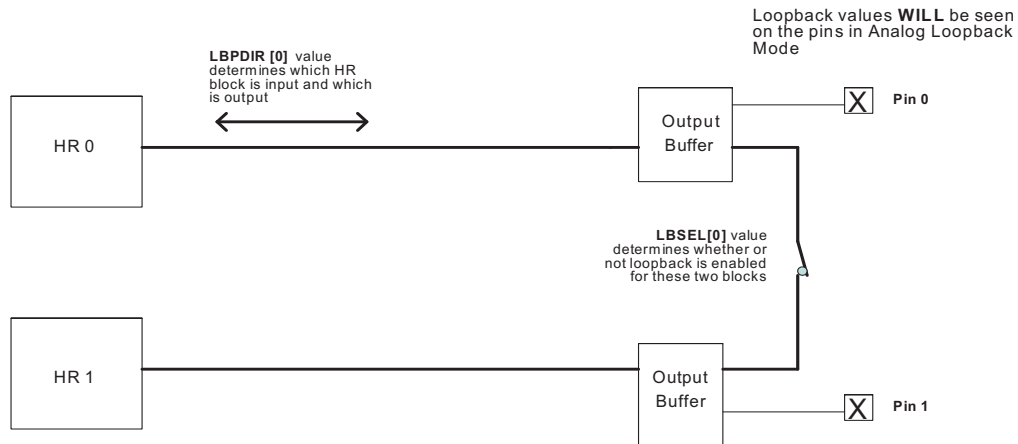 Loopback values WILL be seen
on the pins in Analog Loopback
Mode
LBPDIR [0] value
determines which HR
block is input and which
is output
HR 0
Output
Buffer
X
Pin 0
LBSEL[0] value
determines whether or
not loopback is enabled
for these two blocks
HR 1
Output
Buffer
X
Pin 1